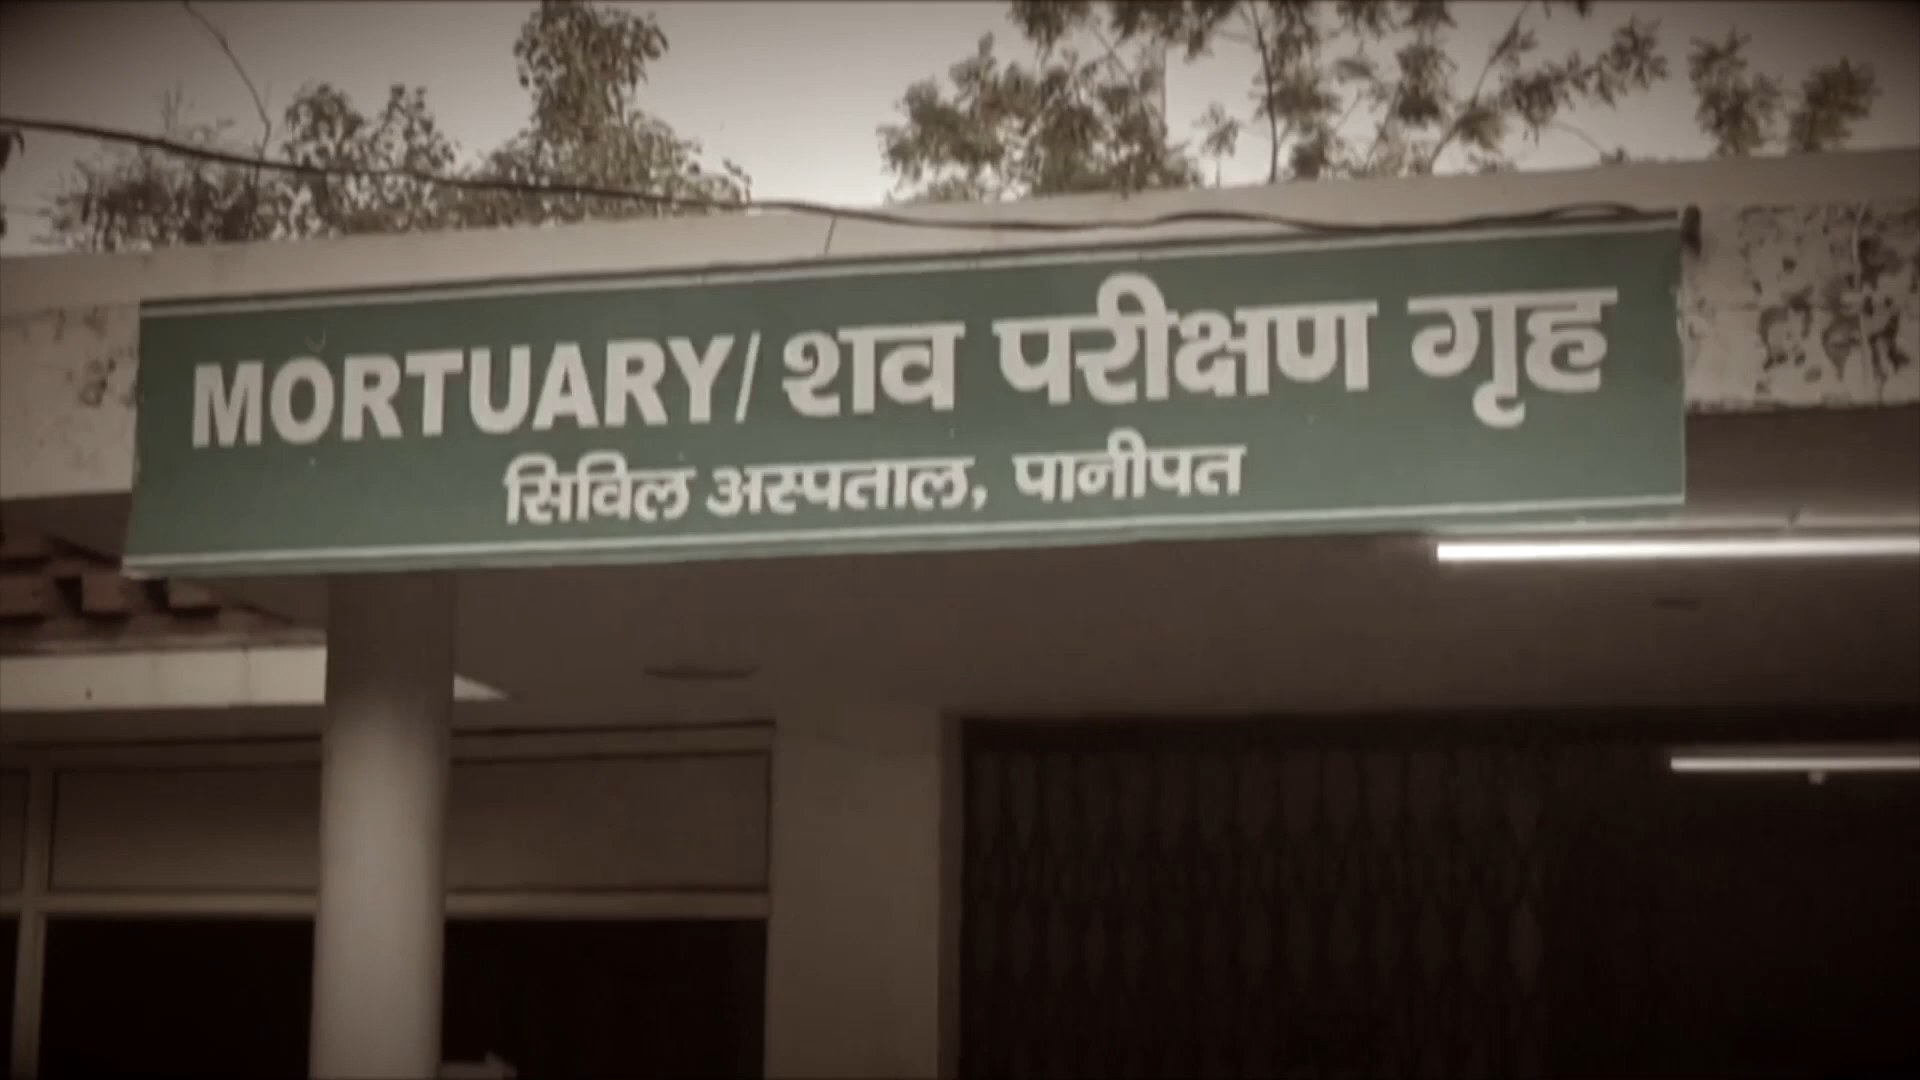 MORTUARY/ शव परीक्षण गृह
सिविल अस्पताल, पानीपत